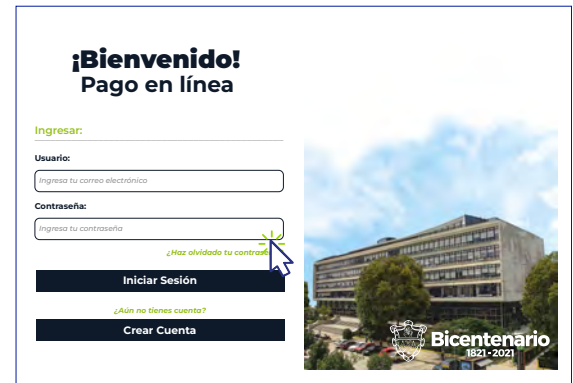 ¡Bienvenido!
Pago en línea
Ingresar:
Usuario:
Ingresa tu correo electrónico
Contraseña:
Ingresa tu contraseña
¿Haz olvidado tu
Iniciar Sesión
¿Aún no tienes cuenta?
Crear Cuenta
Bicentenario
1821 - 2021